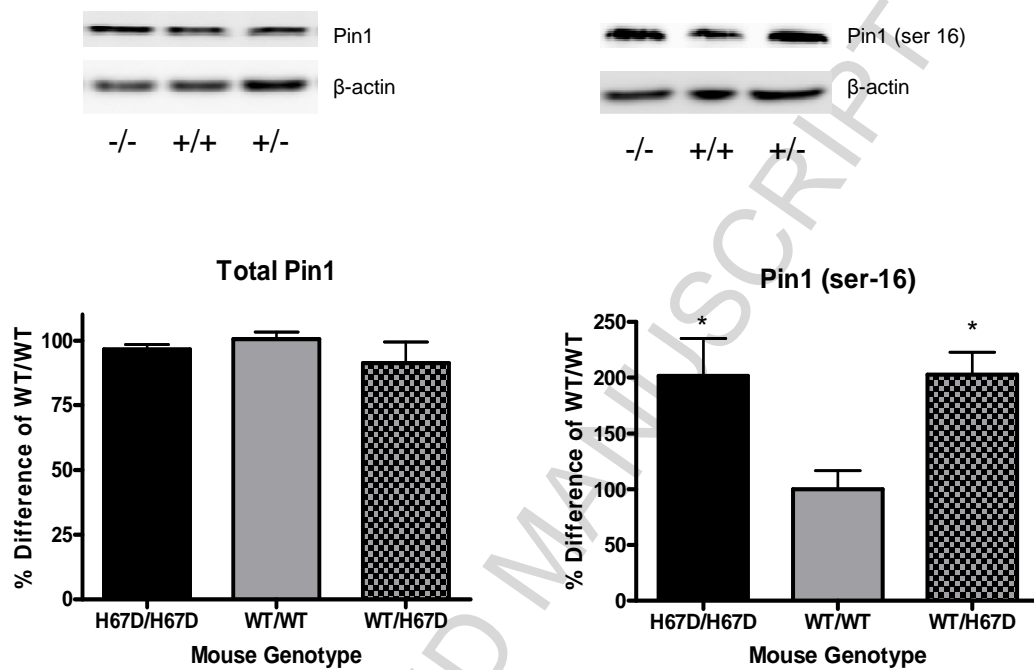 Pin1
β-actin
-/- +/+ +/-
Pin1 (ser 16)
β-actin
-/- +/+ +/-
Total Pin1
% Difference of WT/WT
100
75
50
25
0
H67D/H67D WT/WT WT/H67D
Mouse Genotype
Pin1 (ser-16)
% Difference of WT/WT
250
200
150
100
50
0
* *
H67D/H67D WT/WT WT/H67D
Mouse Genotype
D MANUSCRIPT